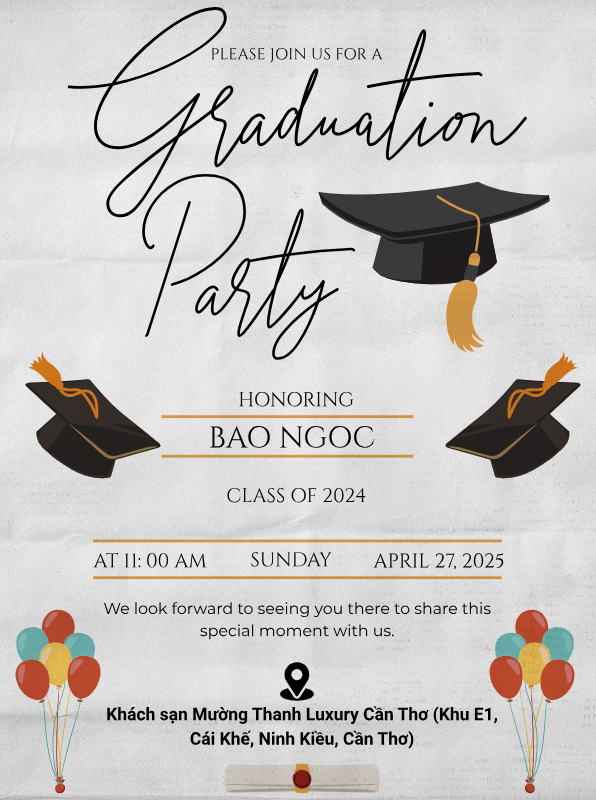 PLEASE JOIN US FOR A
Graduation
Party
HONORING
BAO NGOC
CLASS OF 2024
AT 11: 00 AM SUNDAY APRIL 27, 2025
We look forward to seeing you there to share this
special moment with us.
Khách sạn Mường Thanh Luxury Cần Thơ (Khu E1,
Cái Khế, Ninh Kiều, Cần Thơ)